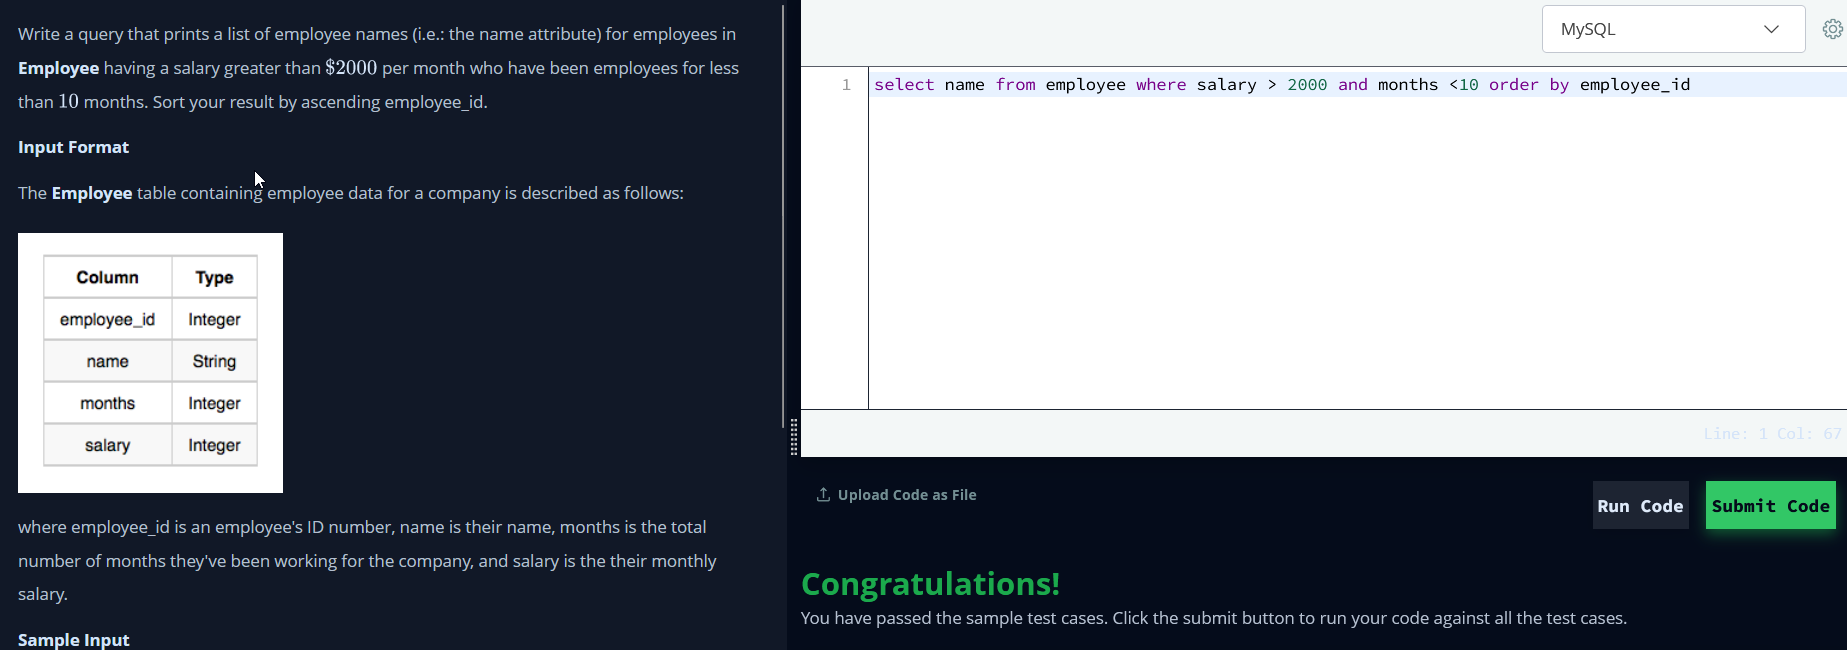 Write a query that prints a list of employee names (i.e.: the name attribute) for employees in
Employee having a salary greater than $2000 per month who have been employees for less
than 10 months. Sort your result by ascending employee_id.
Input Format
The Employee table containing employee data for a company is described as follows:
Column Type
employee_id Integer
name String
months Integer
salary Integer
where employee_id is an employee's ID number, name is their name, months is the total
number of months they've been working for the company, and salary is the their monthly
salary.
Sample Input
MySQL
1 select name from employee where salary > 2000 and months <10 order by employee_id
Line: 1 Col: 67
Upload Code as File
Run Code
Submit Code
Congratulations!
You have passed the sample test cases. Click the submit button to run your code against all the test cases.